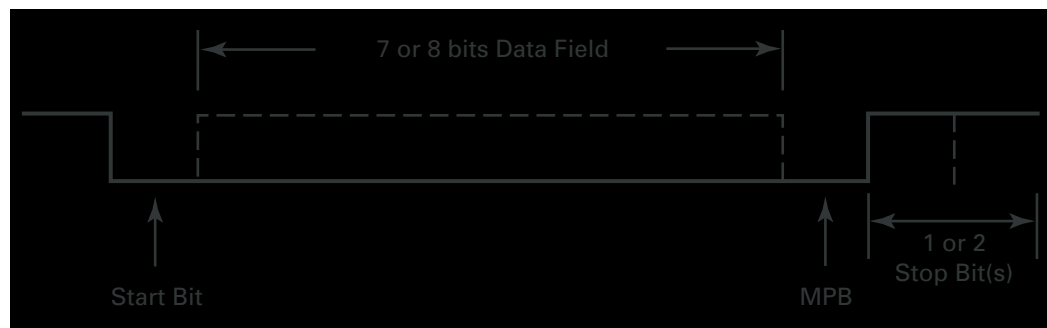 7 or 8 bits Data Field
1 or 2
Stop Bit(s)
Start Bit
MPB